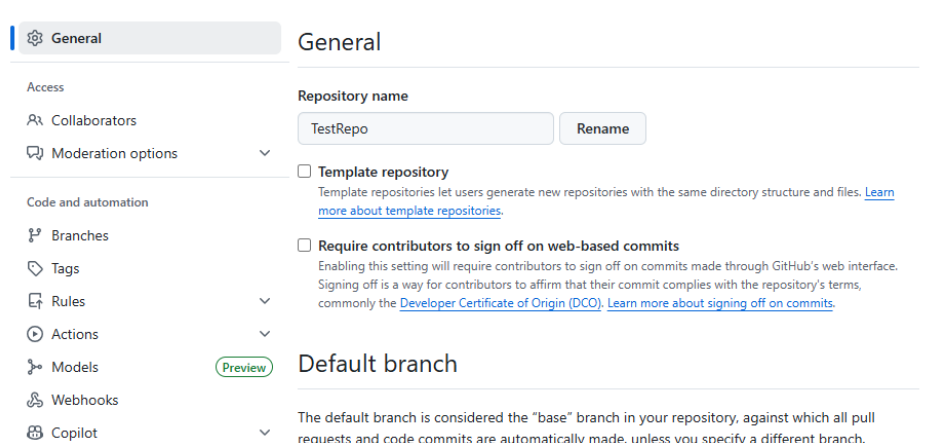 General
Access
Collaborators
Moderation options
Code and automation
Branches
Tags
Rules
Actions
Models Preview
Webhooks
Copilot
General
Repository name
TestRepo Rename
Template repository
Template repositories let users generate new repositories with the same directory structure and files. Learn
more about template repositories.
Require contributors to sign off on web-based commits
Enabling this setting will require contributors to sign off on commits made through GitHub's web interface.
Signing off is a way for contributors to affirm that their commit complies with the repository's terms,
commonly the Developer Certificate of Origin (DCO). Learn more about signing off on commits.
Default branch
The default branch is considered the “base” branch in your repository, against which all pull
requests and code commits are automatically made, unless you specify a different branch.